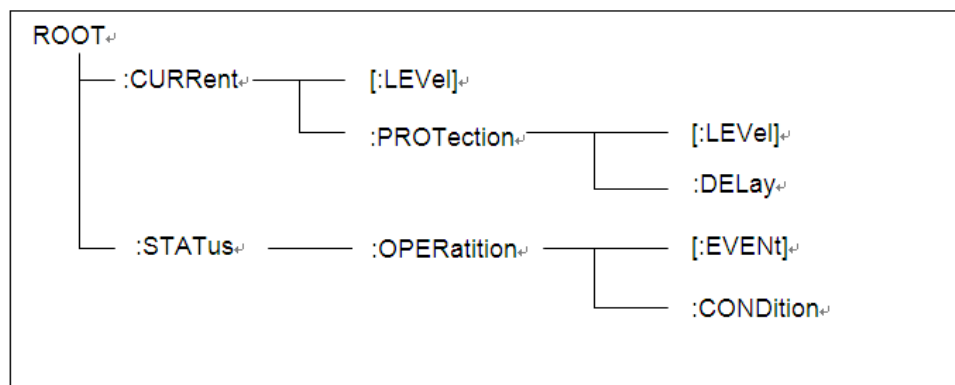 ROOT
:CURRent [:LEVel]
:PROTection [:LEVel]
:DELay
:STATus :OPERatition [:EVENt]
:CONDition